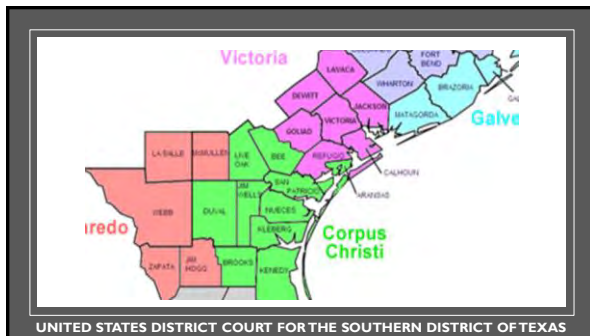 Victoria
FORT
BEND
LAVACA
WHARTON
BRAZORIA
DEWITT
JACKSON
GAL
VICTORIA
MATAGORDA
Galve
GOLIAD
LA SALLE
McMULLEN
LIVE
OAK
BEE
REFUGIO
CALHOUN
SAN
PATRICIO
ARANSAS
JIM
WELLS
WEBB
DUVAL
NUECES
KLEBERG
aredo
Corpus
Christi
ZAPATA
JIM
HOGG
BROOKS
KENEDY
UNITED STATES DISTRICT COURT FOR THE SOUTHERN DISTRICT OF TEXAS